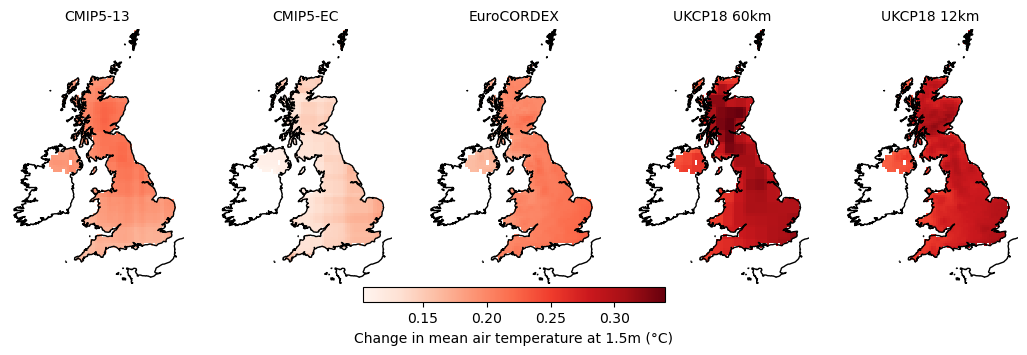 CMIP5-13 CMIP5-EC EuroCORDEX UKCP18 60km UKCP18 12km
0.15 0.20 0.25 0.30
Change in mean air temperature at 1.5m (°C)